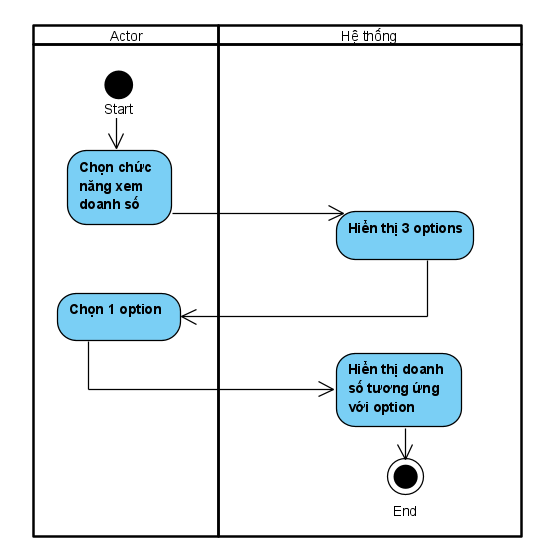 Actor
Hệ thống
Start
Chọn chức
năng xem
doanh số
Hiển thị 3 options
Chọn 1 option
Hiển thị doanh
số tương ứng
với option
End